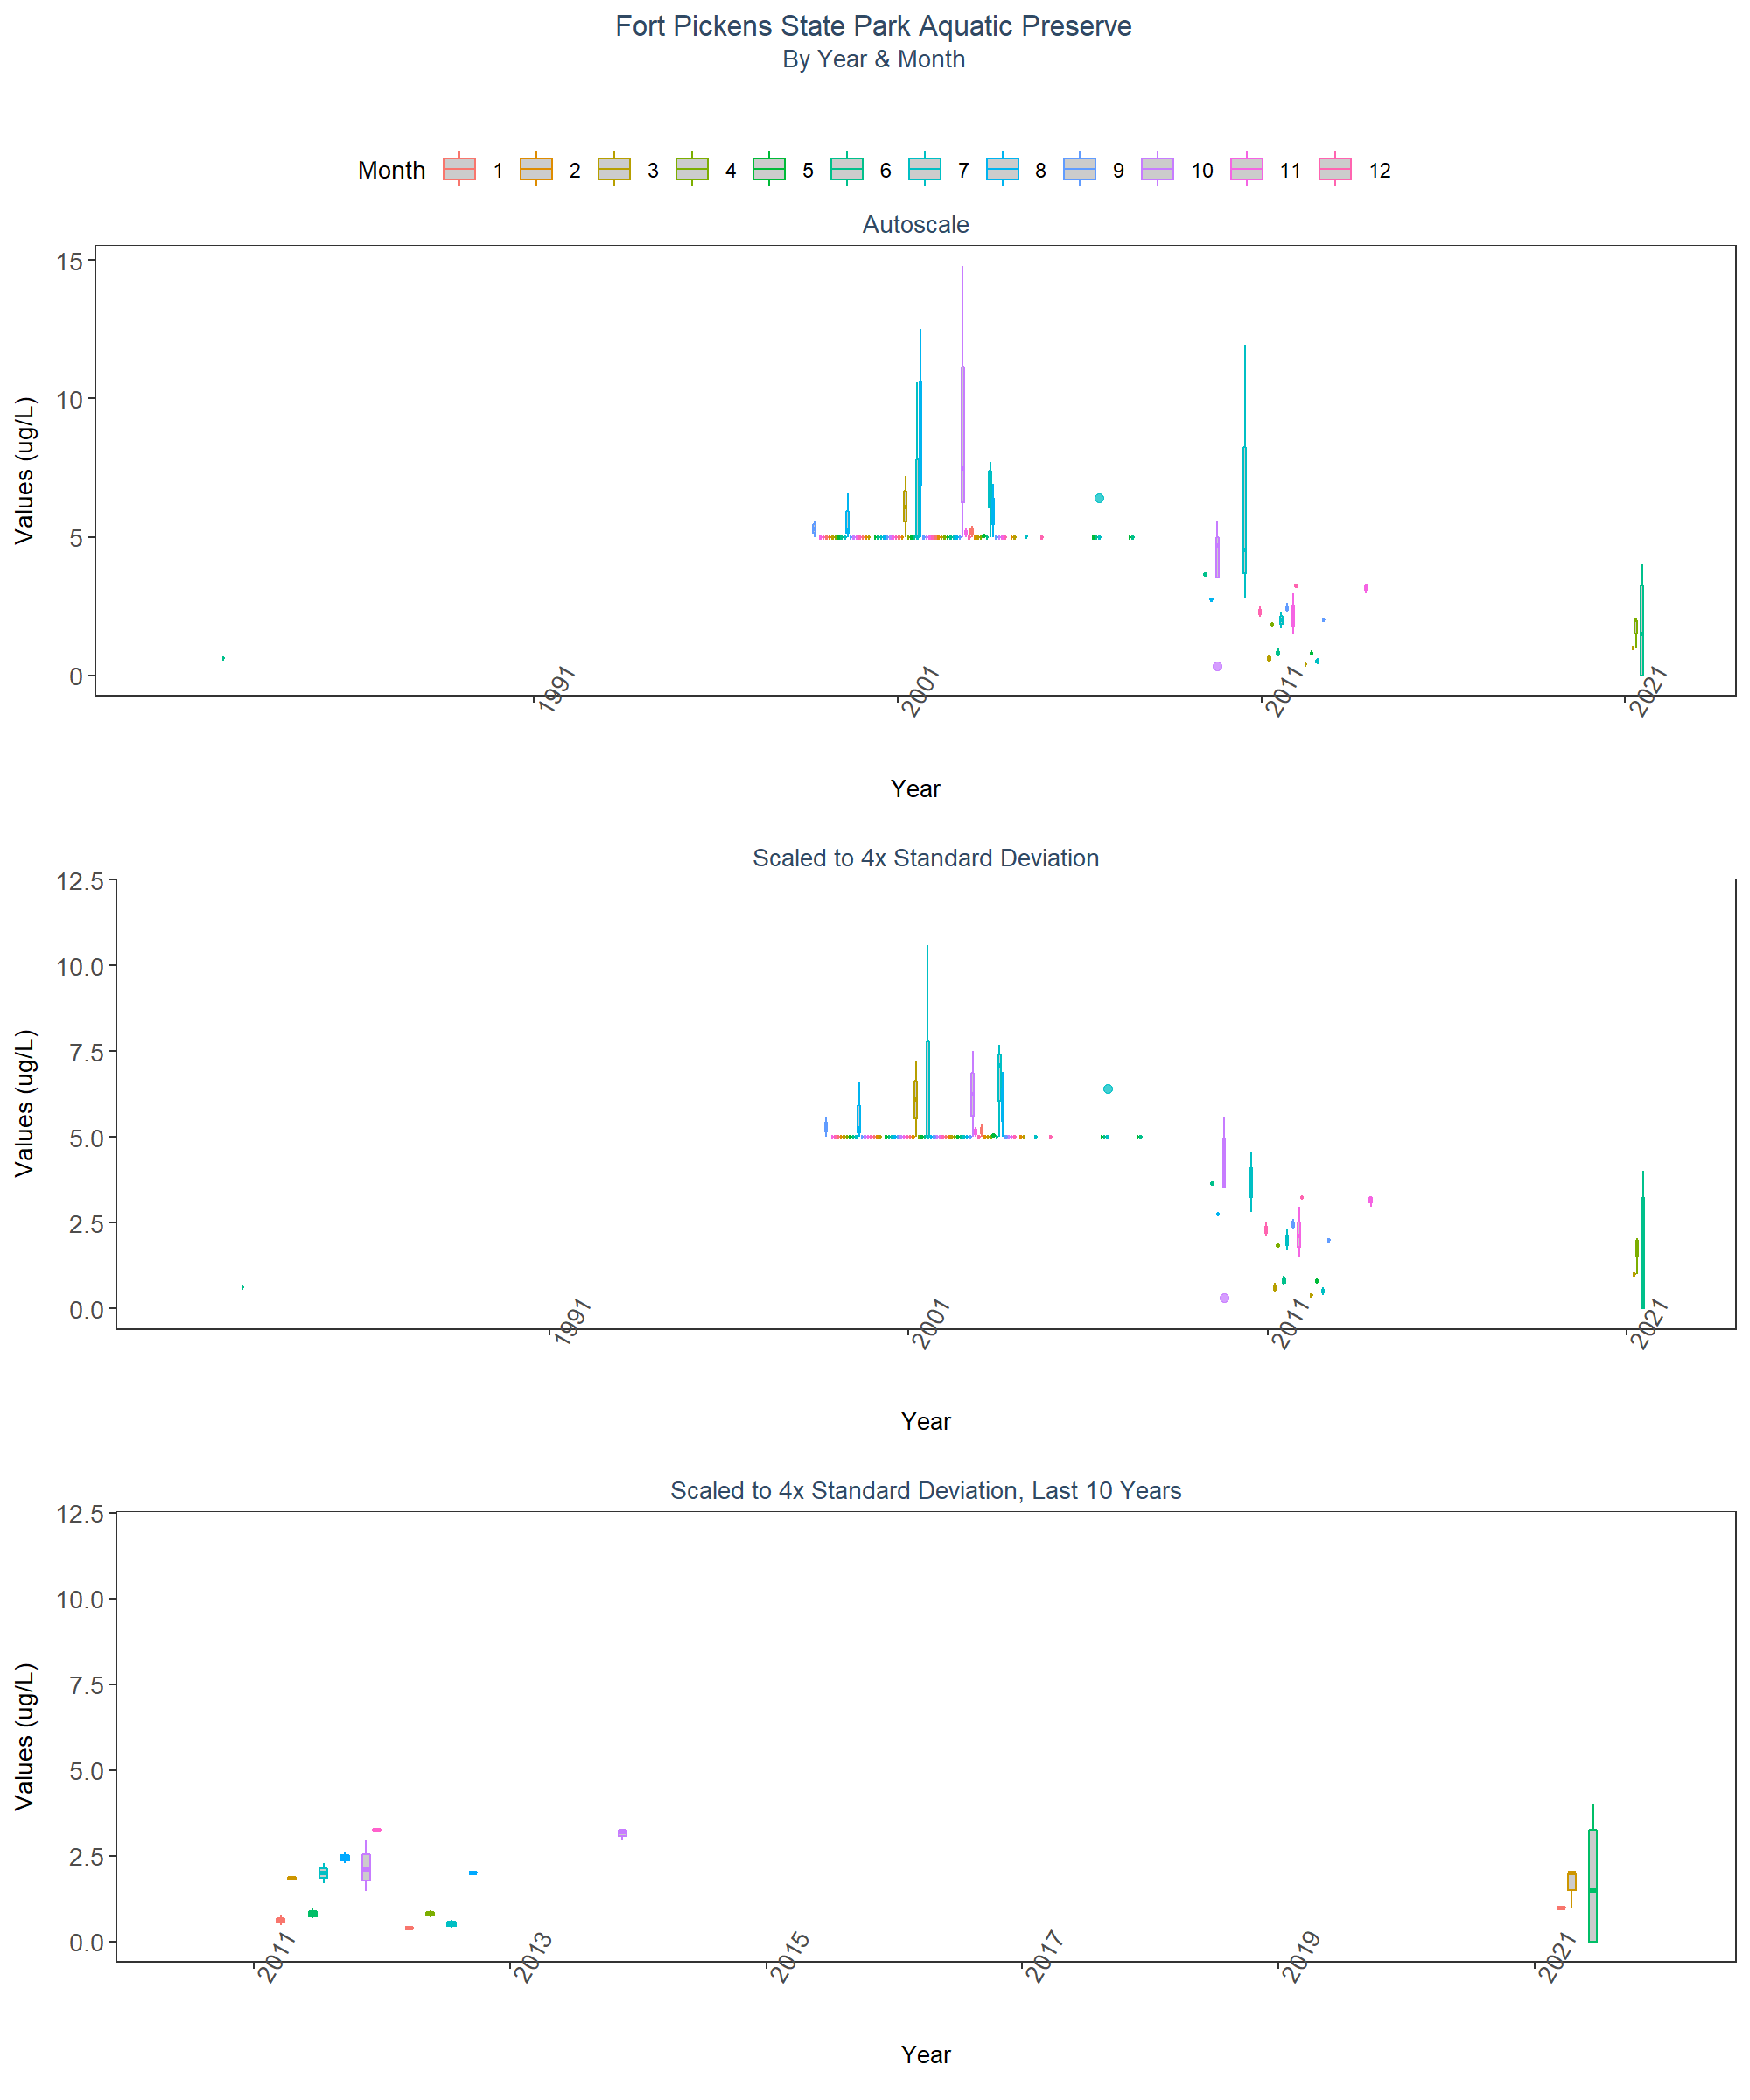 Fort Pickens State Park Aquatic Preserve
By Year & Month
Month 1 2 3 4 5 6 7 8 9 10 11 12
Autoscale
Values (ug/L)
15
10
5
0
1991 2001 2011 2021
Year
Scaled to 4x Standard Deviation
Values (ug/L)
12.5
10.0
7.5
5.0
2.5
0.0
1991 2001 2011 2021
Year
Scaled to 4x Standard Deviation, Last 10 Years
Values (ug/L)
12.5
10.0
7.5
5.0
2.5
0.0
2011 2013 2015 2017 2019 2021
Year